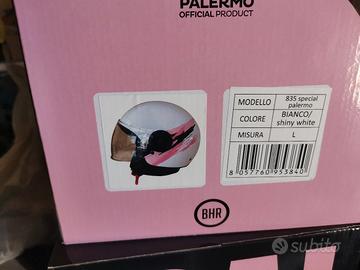 PALERMO
OFFICIAL PRODUCT
MODELLO 835 special palermo
COLORE BIANCO/ shiny white
MISURA L
8 057760 953840
BHR
subito